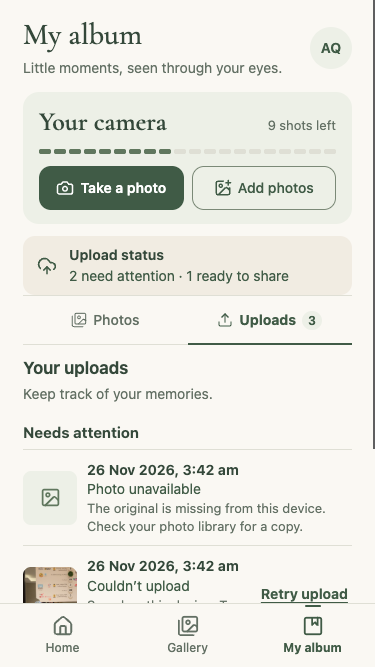 My album
Little moments, seen through your eyes.
AQ
Your camera
9 shots left
Take a photo
Add photos
Upload status
2 need attention · 1 ready to share
Photos
Uploads 3
Your uploads
Keep track of your memories.
Needs attention
26 Nov 2026, 3:42 am
Photo unavailable
The original is missing from this device.
Check your photo library for a copy.
26 Nov 2026, 3:42 am
Couldn’t upload
Retry upload
Home
Gallery
My album